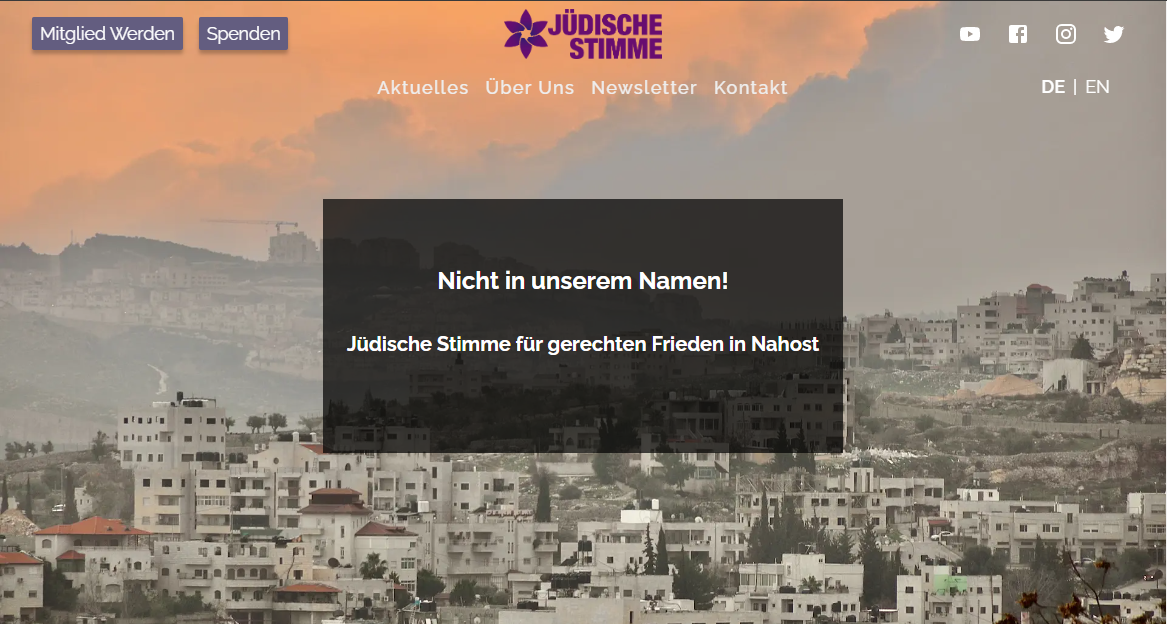 Mitglied Werden
Spenden
JÜDISCHE
STIMME
Aktuelles
Über Uns
Newsletter
Kontakt
DE | EN
Nicht in unserem Namen!
Jüdische Stimme für gerechten Frieden in Nahost